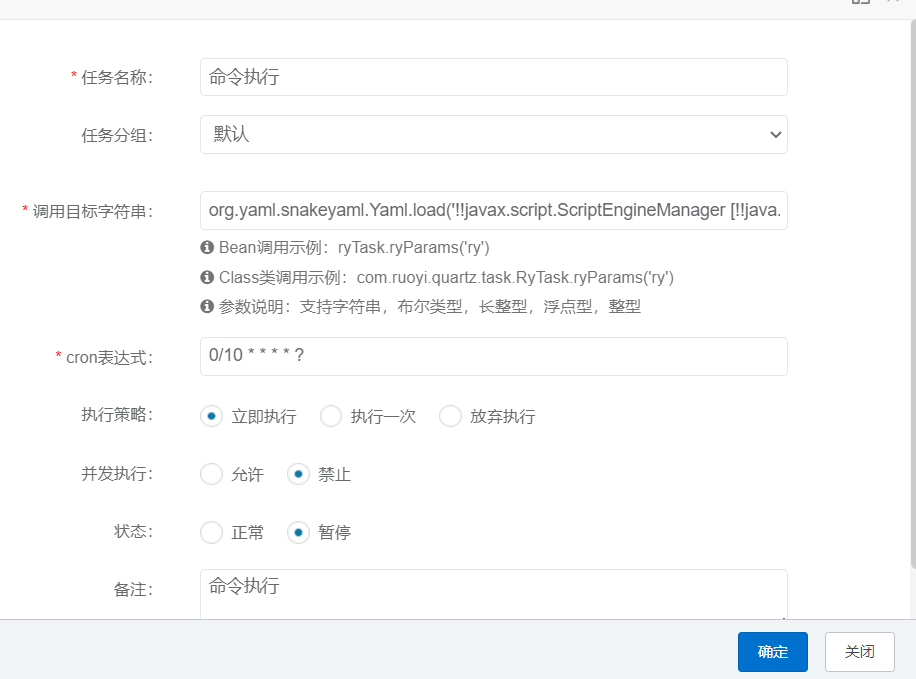 * 任务名称： 命令执行
任务分组： 默认
* 调用目标字符串： org.yaml.snakeyaml.Yaml.load('!!javax.script.ScriptEngineManager [!!java.
Bean调用示例：ryTask.ryParams('ry')
Class类调用示例：com.ruoyi.quartz.task.RyTask.ryParams('ry')
参数说明：支持字符串，布尔类型，长整型，浮点型，整型
* cron表达式： 0/10 * * * * ?
执行策略： 立即执行 执行一次 放弃执行
并发执行： 允许 禁止
状态： 正常 暂停
备注： 命令执行
确定 关闭